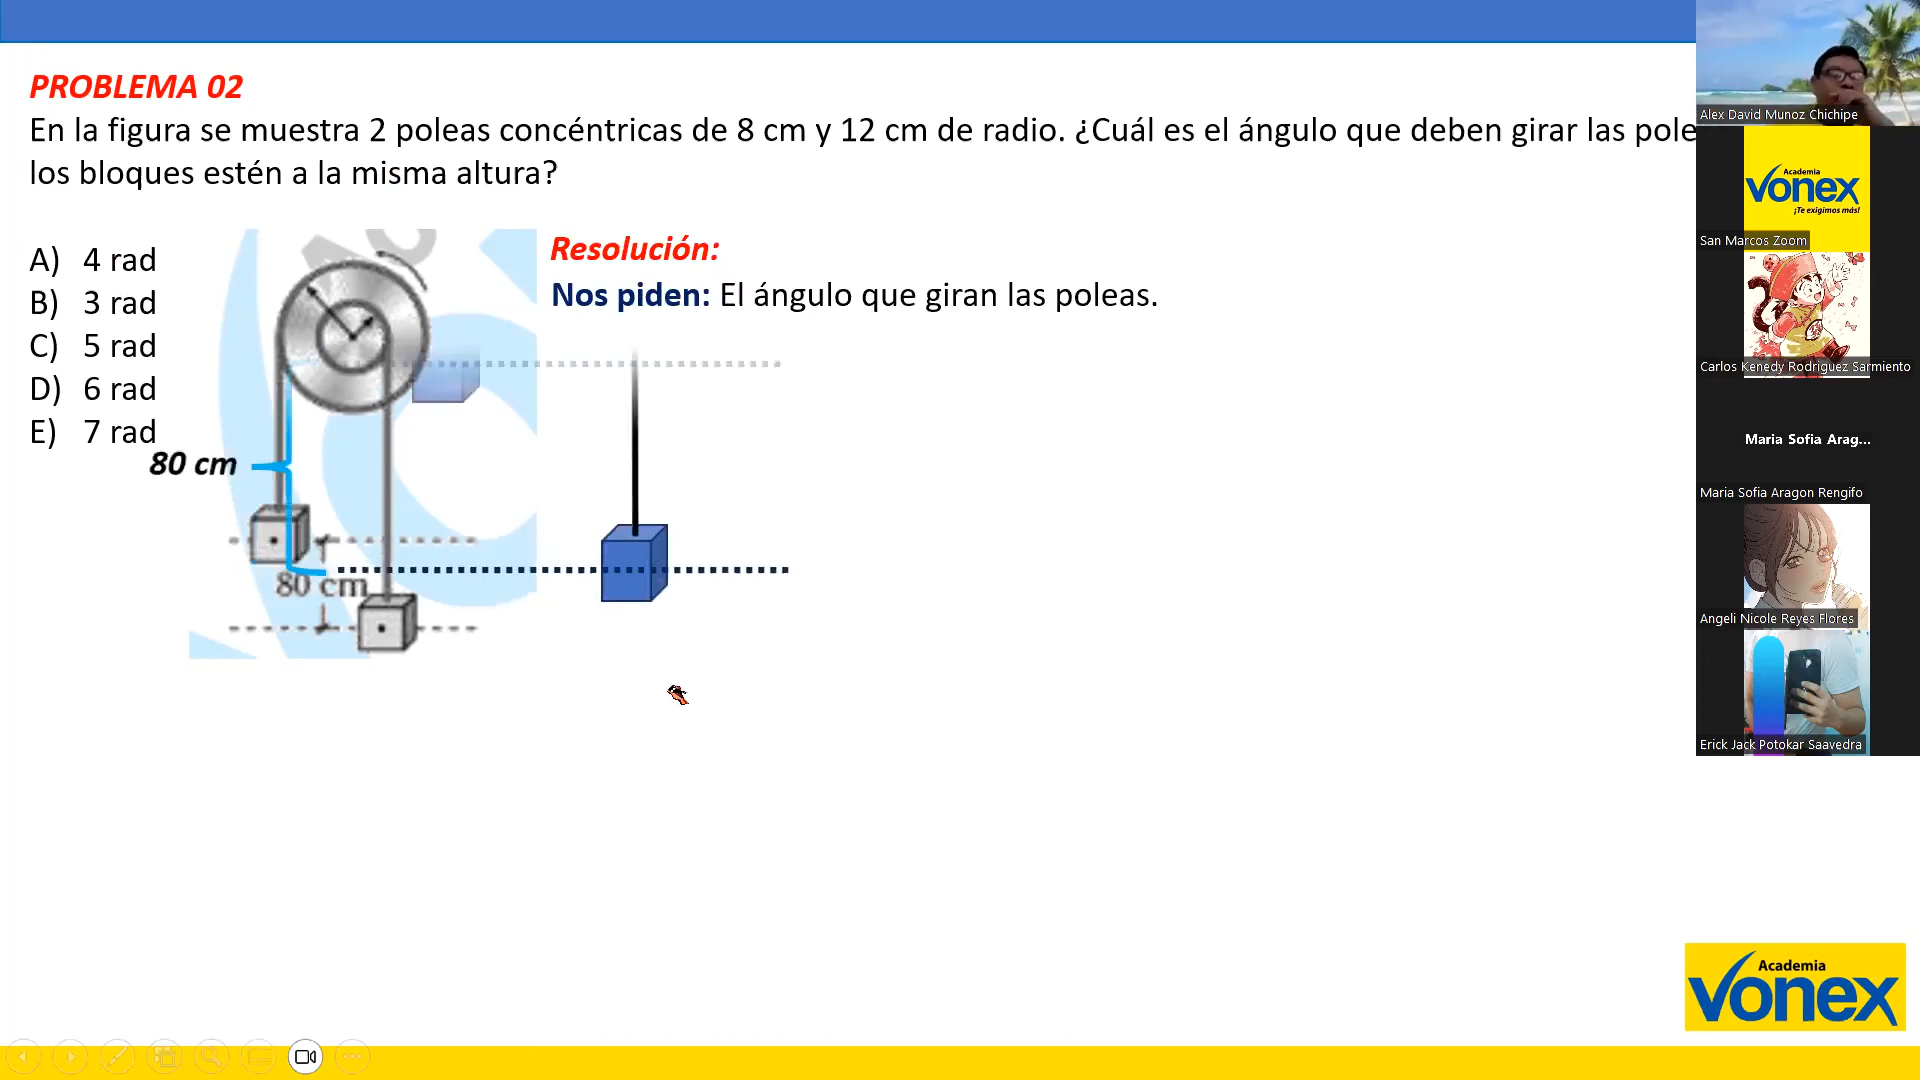 PROBLEMA 02
En la figura se muestra 2 poleas concéntricas de 8 cm y 12 cm de radio. ¿Cuál es el ángulo que deben girar las pole
los bloques estén a la misma altura?
A) 4 rad
B) 3 rad
C) 5 rad
D) 6 rad
E) 7 rad
Resolución:
Nos piden: El ángulo que giran las poleas.
80 cm
80 cm
Alex David Munoz Chichipe
Academia
vonex
¡Te exigimos más!
San Marcos Zoom
Carlos Kenedy Rodriguez Sarmiento
Maria Sofia Arag...
Maria Sofia Aragon Rengifo
Angeli Nicole Reyes Flores
Erick Jack Potokar Saavedra
Academia
vonex